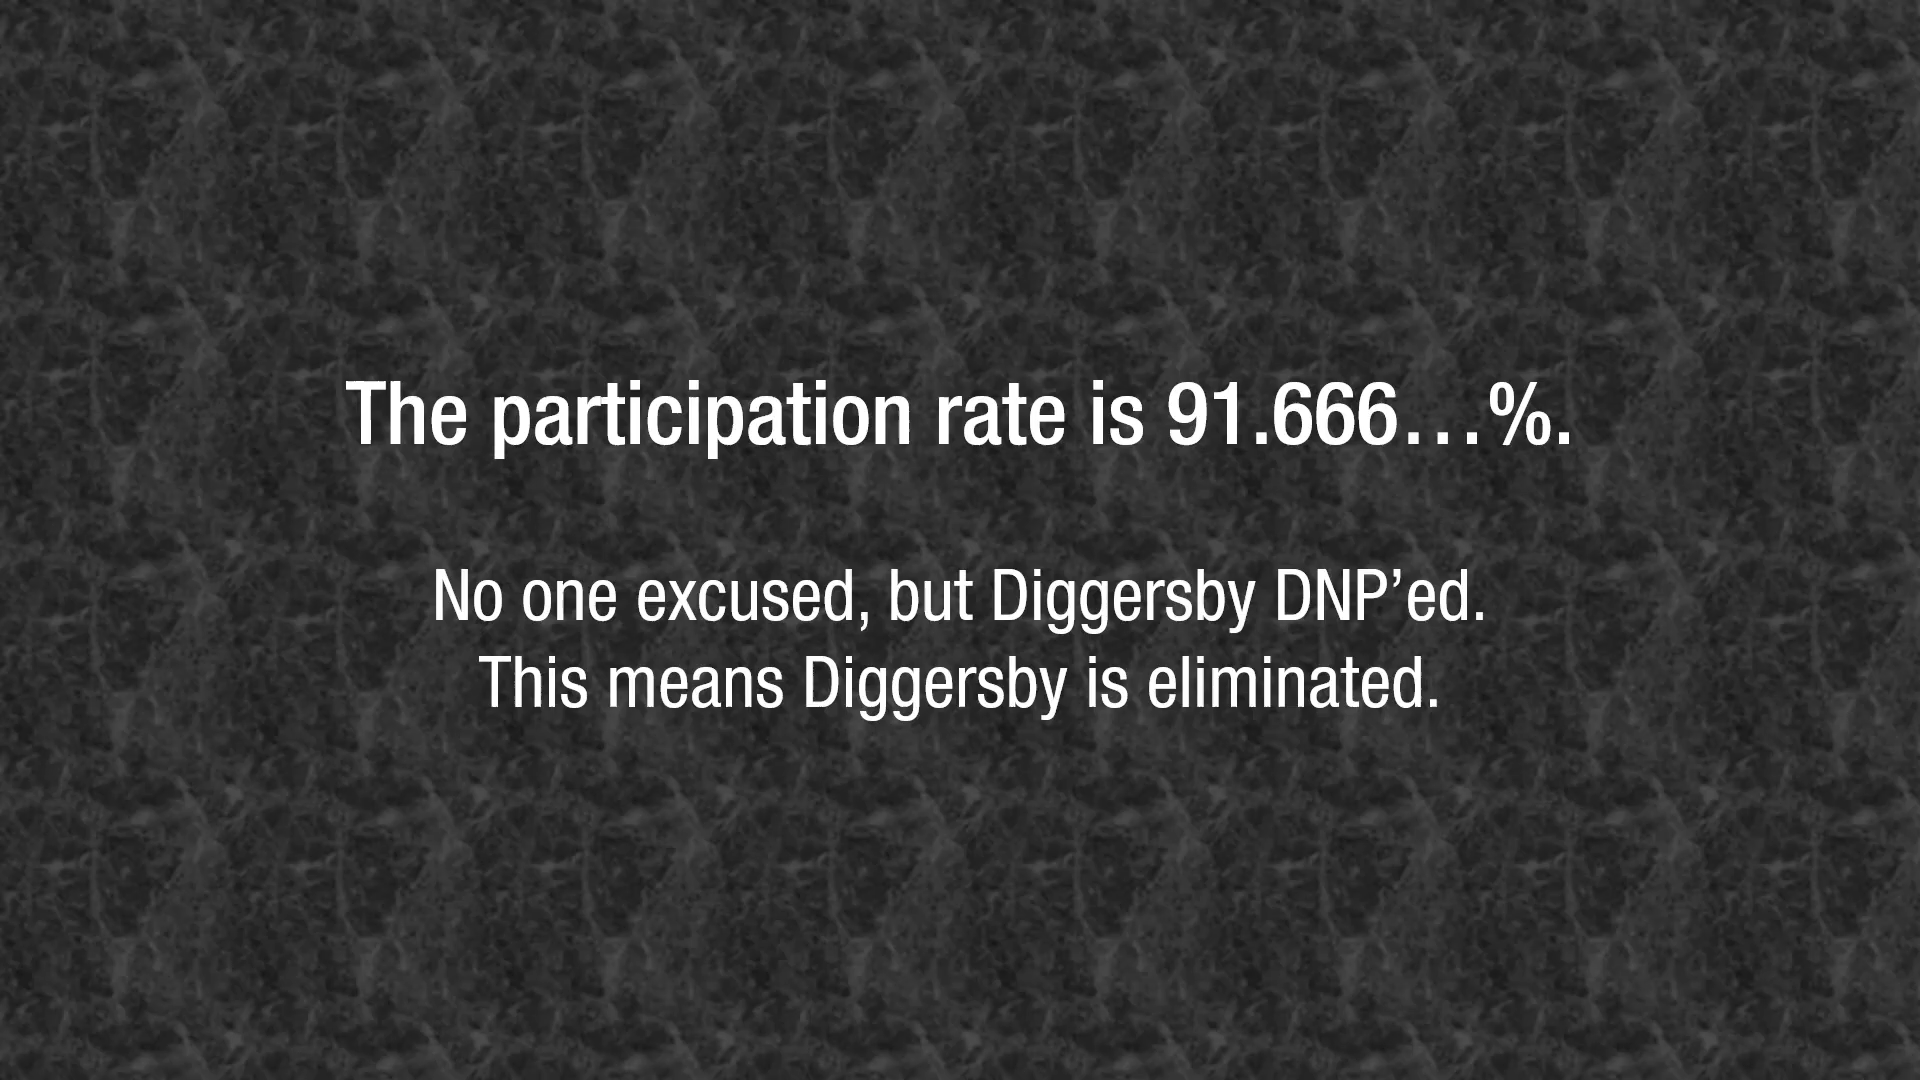 The participation rate is 91.666…%.
No one excused, but Diggersby DNP’ed.
This means Diggersby is eliminated.